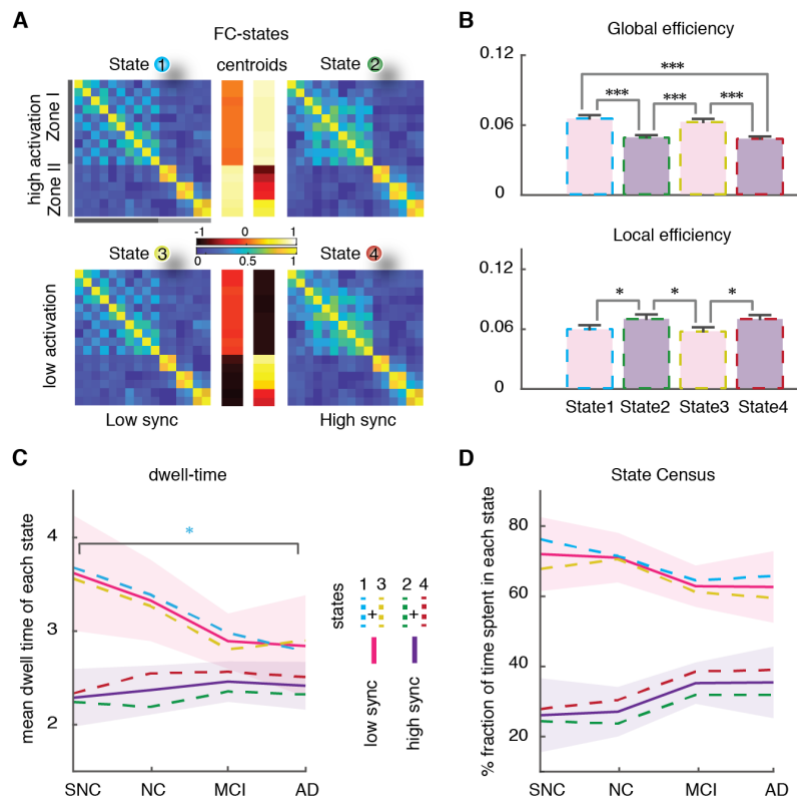 A
FC-states
State 1
centroids
State 2
high activation
Zone I
Zone II
-1 0 1
0 0.5 1
State 3
State 4
low activation
Low sync
High sync
B
Global efficiency
0.12
0.06
0
***
*** *** ***
Local efficiency
0.12
0.06
0
* * *
State1 State2 State3 State4
C
dwell-time
mean dwell time of each state
4
3
2
*
SNC NC MCI AD
states
1 3 2 4
+ +
low sync
high sync
D
State Census
% fraction of time sptent in each state
80
60
40
20
SNC NC MCI AD